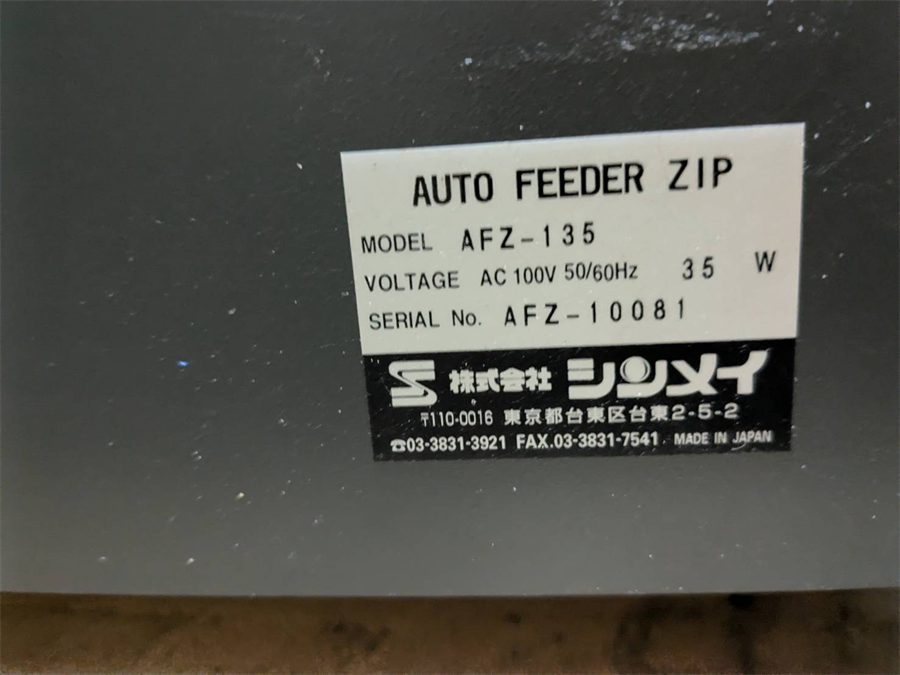 AUTO FEEDER ZIP
MODEL AFZ-135
VOLTAGE AC 100V 50/60Hz 35 W
SERIAL No. AFZ-10081
株式会社 シンメイ
〒110-0016 東京都台東区台東2-5-2
☎03-3831-3921 FAX.03-3831-7541 MADE IN JAPAN